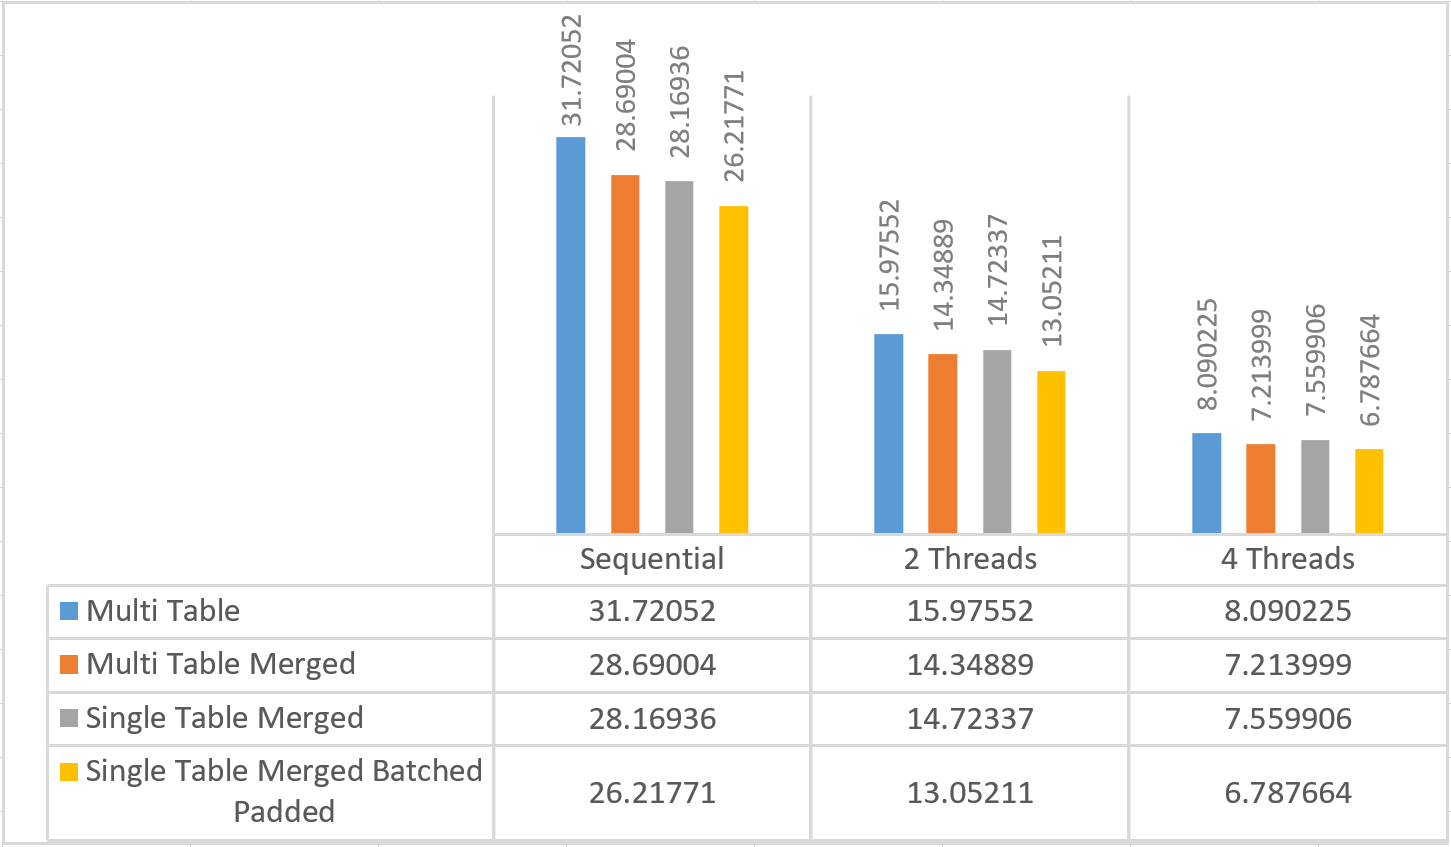 31.72052
28.69004
28.16936
26.21771
15.97552
14.34889
14.72337
13.05211
8.090225
7.213999
7.559906
6.787664
Sequential 2 Threads 4 Threads
Multi Table 31.72052 15.97552 8.090225
Multi Table Merged 28.69004 14.34889 7.213999
Single Table Merged 28.16936 14.72337 7.559906
Single Table Merged Batched
Padded 26.21771 13.05211 6.787664